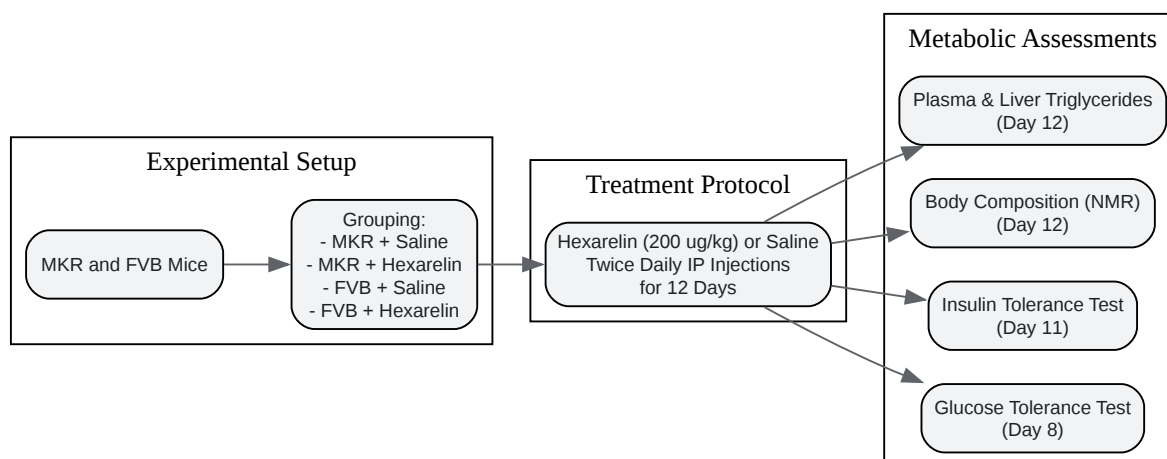 Experimental Setup
MKR and FVB Mice
Grouping:
- MKR + Saline
- MKR + Hexarelin
- FVB + Saline
- FVB + Hexarelin
Treatment Protocol
Hexarelin (200 ug/kg) or Saline
Twice Daily IP Injections
for 12 Days
Metabolic Assessments
Plasma & Liver Triglycerides
(Day 12)
Body Composition (NMR)
(Day 12)
Insulin Tolerance Test
(Day 11)
Glucose Tolerance Test
(Day 8)